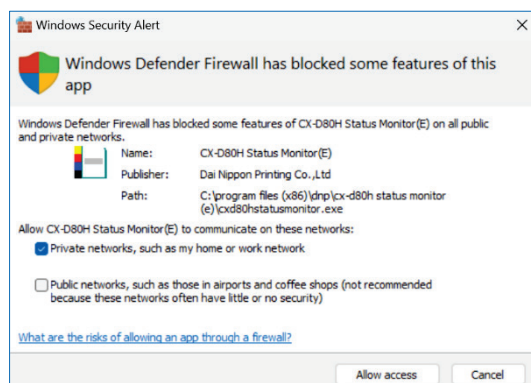 Windows Security Alert
Windows Defender Firewall has blocked some features of this
app
Windows Defender Firewall has blocked some features of CX-D80H Status Monitor(E) on all public
and private networks.
Name: CX-D80H Status Monitor(E)
Publisher: Dai Nippon Printing Co.,Ltd
Path: C:\program files (x86)\dnp\cx-d80h status monitor
(e)\cxd80hstatusmonitor.exe
Allow CX-D80H Status Monitor(E) to communicate on these networks:
Private networks, such as my home or work network
Public networks, such as those in airports and coffee shops (not recommended
because these networks often have little or no security)
What are the risks of allowing an app through a firewall?
Allow access Cancel